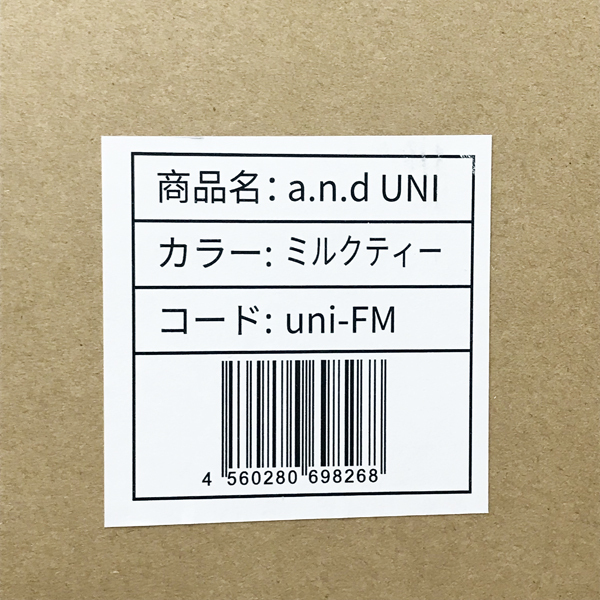 商品名: a.n.d UNI
カラー: ミルクティー
コード: uni-FM
4 560280 698268